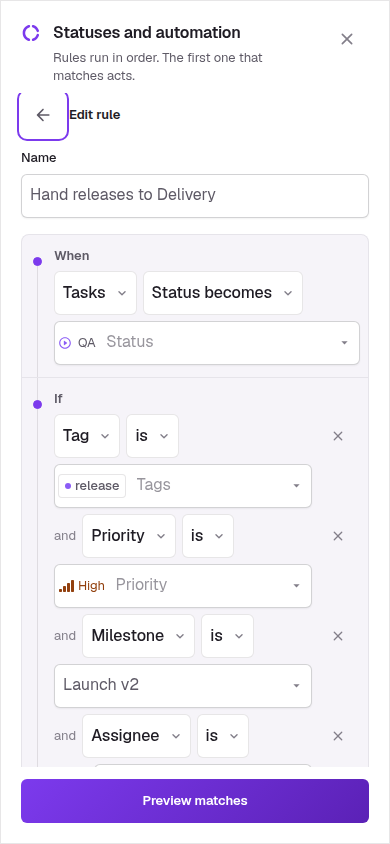 Statuses and automation
Rules run in order. The first one that
matches acts.
Edit rule
Name
Hand releases to Delivery
When
Tasks Status becomes
QA Status
If
Tag is
release Tags
and Priority is
High Priority
and Milestone is
Launch v2
and Assignee is
Preview matches